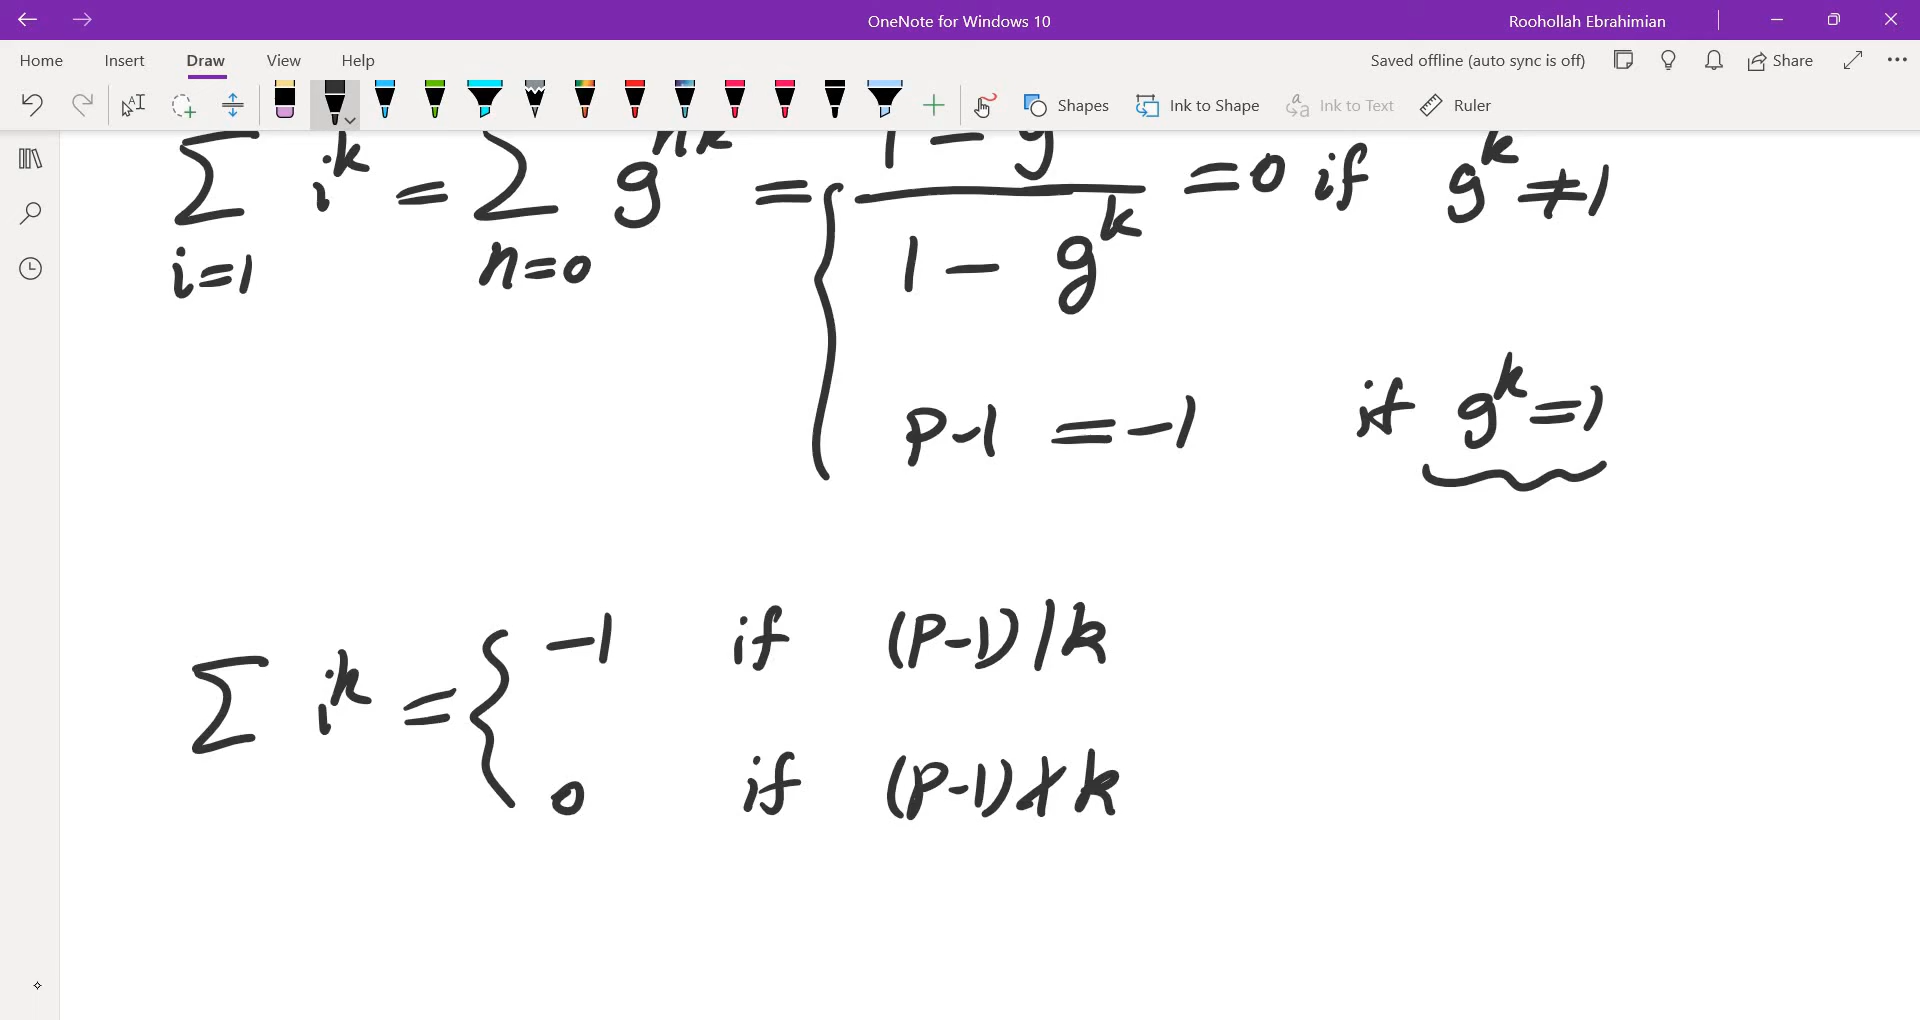 OneNote for Windows 10
Roohollah Ebrahimian
Home Insert Draw View Help
Saved offline (auto sync is off) Share
Shapes Ink to Shape Ink to Text Ruler
∑ i^k = ∑ g^{nk} = { 1 - g / 1 - g^k = 0 if g^k ≠ 1
i=1 n=0
p-1 = -1 if g^k = 1
∑ i^k = { -1 if (p-1) | k
0 if (p-1) ∤ k